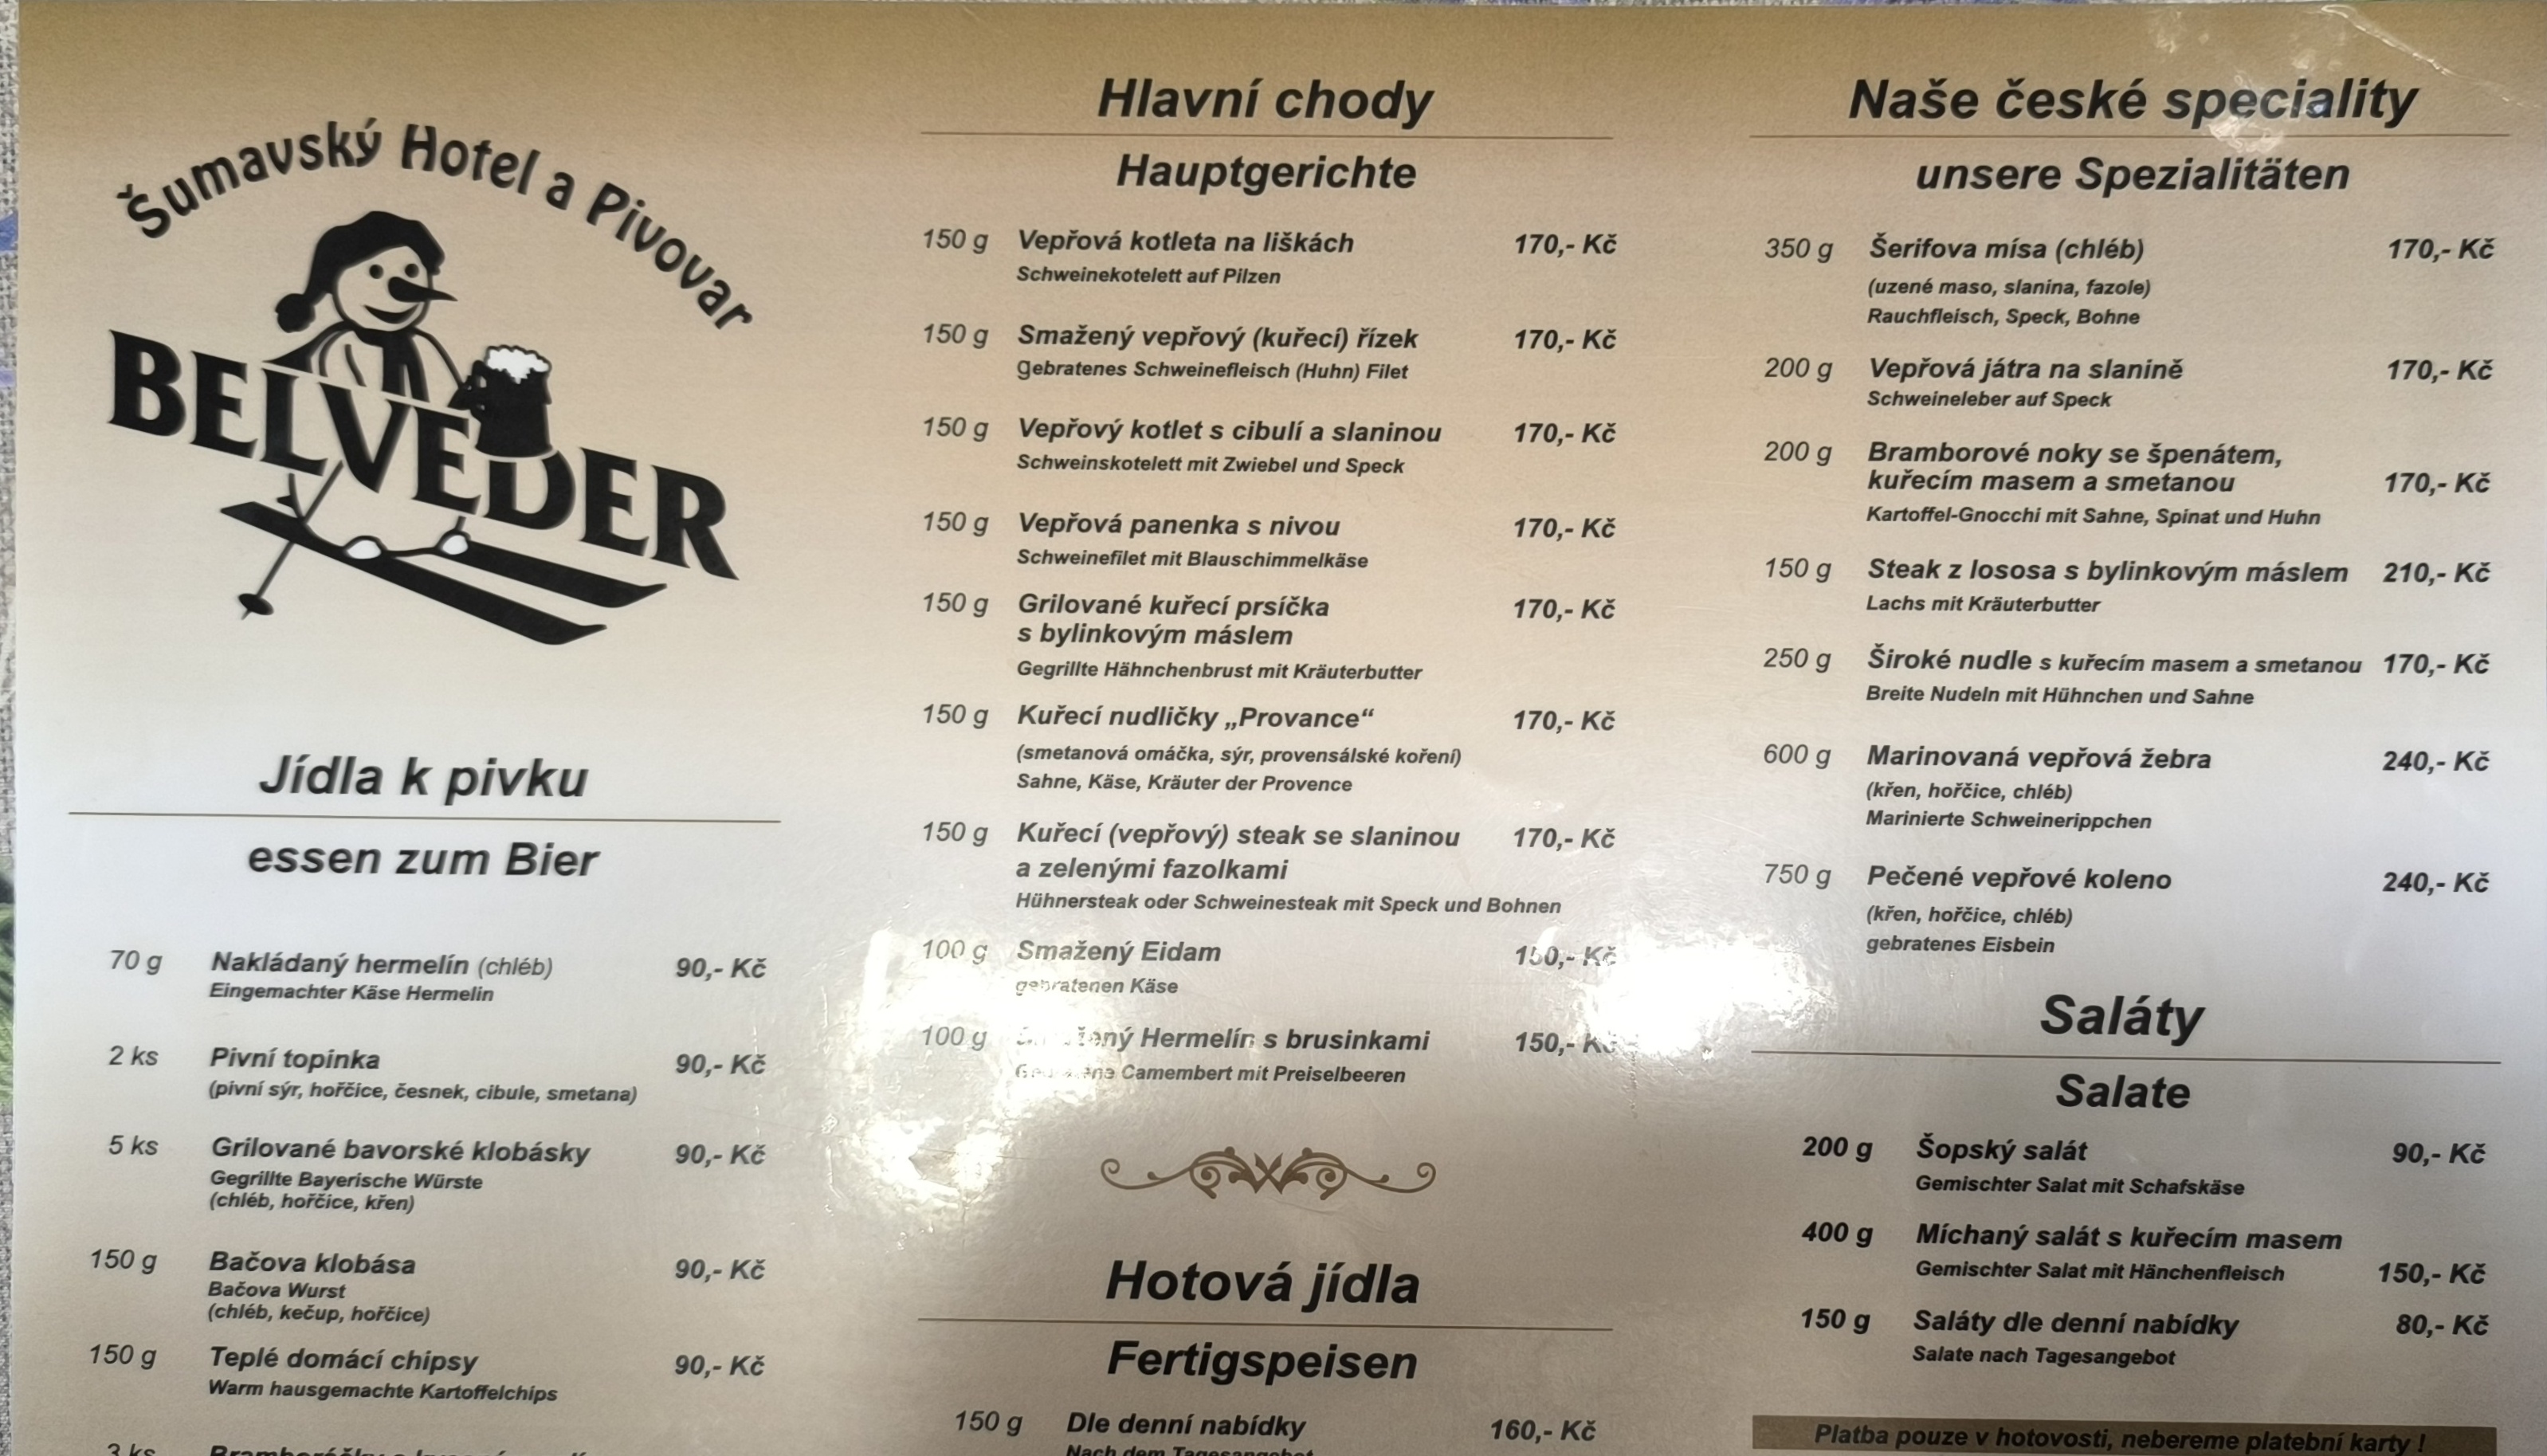 Šumavský Hotel a Pivovar
BELVEDER
Jídla k pivku
essen zum Bier
70 g Nakládaný hermelín (chléb) 90,- Kč
Eingemachter Käse Hermelin
2 ks Pivní topinka 90,- Kč
(pivní sýr, hořčice, česnek, cibule, smetana)
5 ks Grilované bavorské klobásky 90,- Kč
Gegrillte Bayerische Würste
(chléb, hořčice, křen)
150 g Bačova klobása 90,- Kč
Bačova Wurst
(chléb, kečup, hořčice)
150 g Teplé domácí chipsy 90,- Kč
Warm hausgemachte Kartoffelchips
3 ks
Hlavní chody
Hauptgerichte
150 g Vepřová kotleta na liškách 170,- Kč
Schweinekotelett auf Pilzen
150 g Smažený vepřový (kuřecí) řízek 170,- Kč
gebratenes Schweinefleisch (Huhn) Filet
150 g Vepřový kotlet s cibulí a slaninou 170,- Kč
Schweinskotelett mit Zwiebel und Speck
150 g Vepřová panenka s nivou 170,- Kč
Schweinefilet mit Blauschimmelkäse
150 g Grilované kuřecí prsíčka 170,- Kč
s bylinkovým máslem
Gegrillte Hähnchenbrust mit Kräuterbutter
150 g Kuřecí nudličky „Provance“ 170,- Kč
(smetanová omáčka, sýr, provensálské koření)
Sahne, Käse, Kräuter der Provence
150 g Kuřecí (vepřový) steak se slaninou 170,- Kč
a zelenými fazolkami
Hühnersteak oder Schweinesteak mit Speck und Bohnen
100 g Smažený Eidam 150,- Kč
gebratenen Käse
100 g Smažený Hermelín s brusinkami 150,- Kč
Camembert mit Preiselbeeren
Hotová jídla
Fertigspeisen
150 g Dle denní nabídky 160,- Kč
Nach dem Tagesangebot
Naše české speciality
unsere Spezialitäten
350 g Šerifova mísa (chléb) 170,- Kč
(uzené maso, slanina, fazole)
Rauchfleisch, Speck, Bohne
200 g Vepřová játra na slanině 170,- Kč
Schweineleber auf Speck
200 g Bramborové noky se špenátem,
kuřecím masem a smetanou 170,- Kč
Kartoffel-Gnocchi mit Sahne, Spinat und Huhn
150 g Steak z lososa s bylinkovým máslem 210,- Kč
Lachs mit Kräuterbutter
250 g Široké nudle s kuřecím masem a smetanou 170,- Kč
Breite Nudeln mit Hühnchen und Sahne
600 g Marinovaná vepřová žebra 240,- Kč
(křen, hořčice, chléb)
Marinierte Schweinerippchen
750 g Pečené vepřové koleno 240,- Kč
(křen, hořčice, chléb)
gebratenes Eisbein
Saláty
Salate
200 g Šopský salát 90,- Kč
Gemischter Salat mit Schafskäse
400 g Míchaný salát s kuřecím masem
Gemischter Salat mit Hänchenfleisch 150,- Kč
150 g Saláty dle denní nabídky 80,- Kč
Salate nach Tagesangebot
Platba pouze v hotovosti, nebereme platební karty !